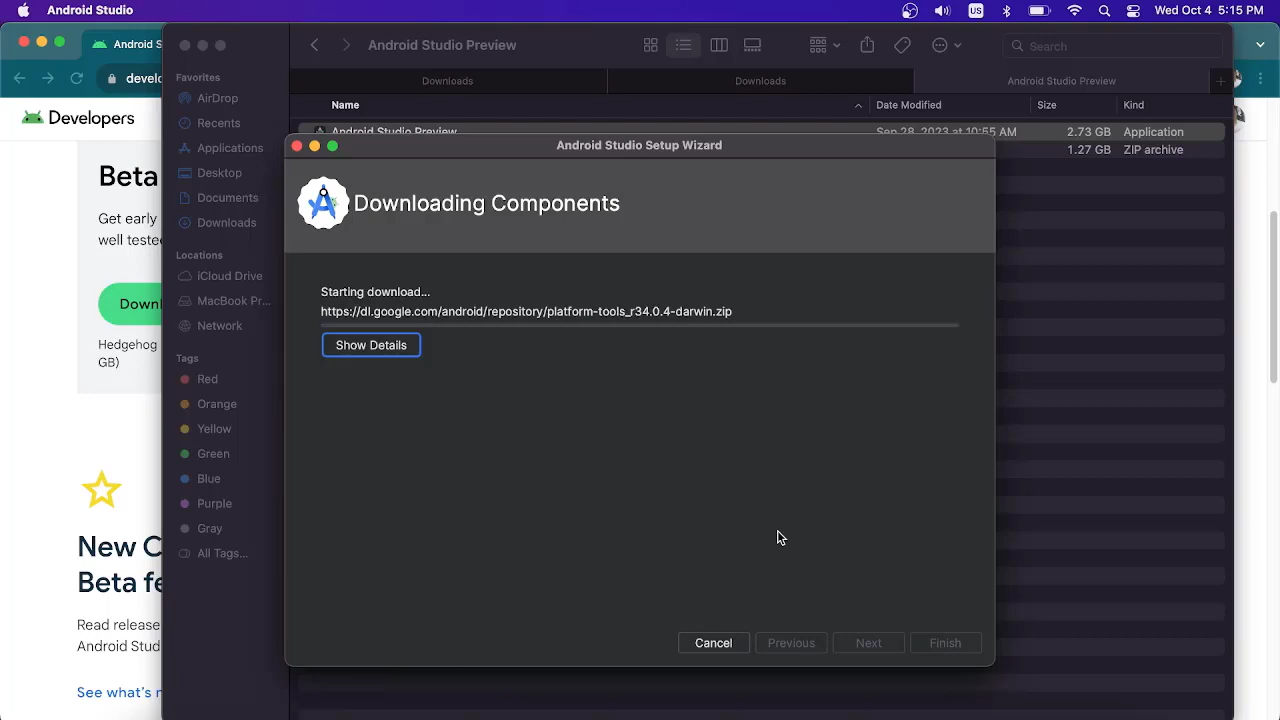 Android Studio
US
Wed Oct 4 5:15 PM
Android S
develo
Developers
Beta
Get early
well teste
Downl
Hedgehog
GB)
New C
Beta fe
Read release
Android Stud
See what's r
Favorites
AirDrop
Recents
Applications
Desktop
Documents
Downloads
Locations
iCloud Drive
MacBook Pr...
Network
Tags
Red
Orange
Yellow
Green
Blue
Purple
Gray
All Tags...
Android Studio Preview
Search
Downloads
Downloads
Android Studio Preview
Name
Date Modified
Size
Kind
Android Studio Preview
Sep 28, 2023 at 10:55 AM
2.73 GB
Application
1.27 GB
ZIP archive
Android Studio Setup Wizard
Downloading Components
Starting download...
https://dl.google.com/android/repository/platform-tools_r34.0.4-darwin.zip
Show Details
Cancel
Previous
Next
Finish